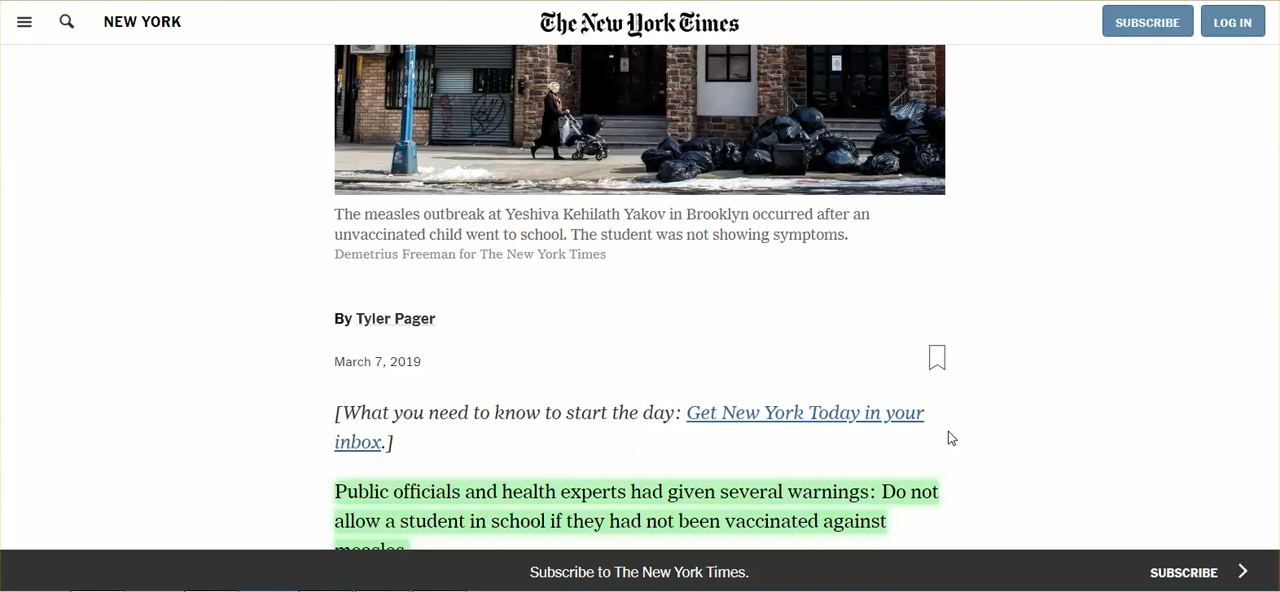 NEW YORK
The New York Times
SUBSCRIBE
LOG IN
The measles outbreak at Yeshiva Kehilath Yakov in Brooklyn occurred after an
unvaccinated child went to school. The student was not showing symptoms.
Demetrius Freeman for The New York Times
By Tyler Pager
March 7, 2019
[What you need to know to start the day: Get New York Today in your
inbox.]
Public officials and health experts had given several warnings: Do not
allow a student in school if they had not been vaccinated against
measles.
Subscribe to The New York Times.
SUBSCRIBE